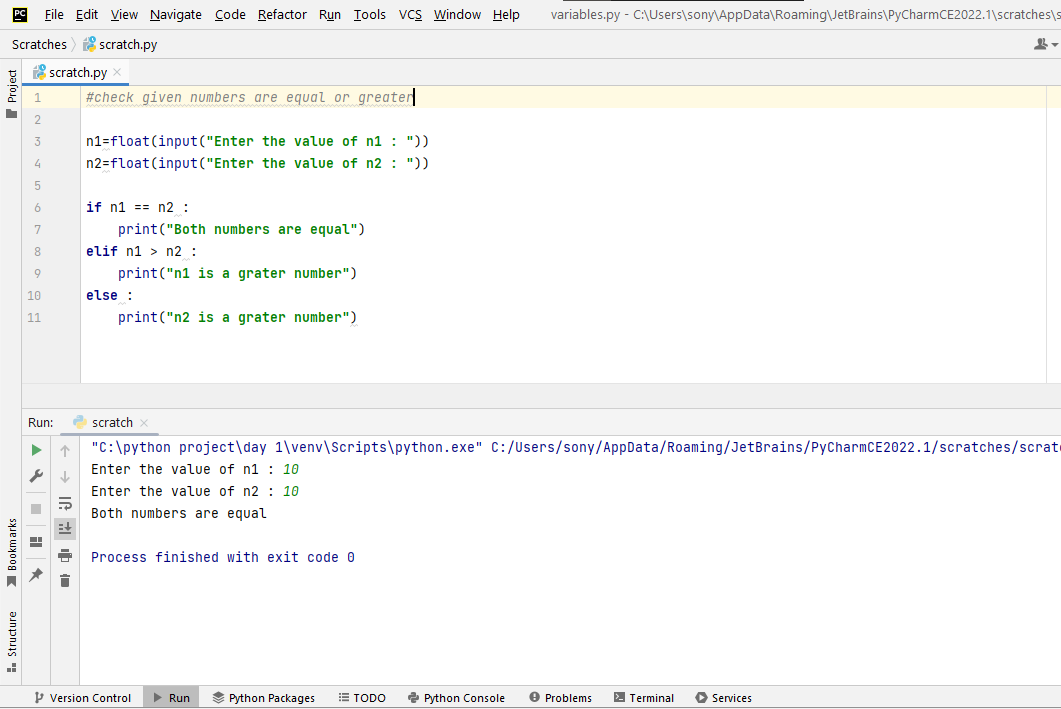 PC File Edit View Navigate Code Refactor Run Tools VCS Window Help variables.py - C:\Users\sony\AppData\Roaming\JetBrains\PyCharmCE2022.1\scratches\s
Scratches scratch.py
Project
scratch.py
1 #check given numbers are equal or greater
2
3 n1=float(input("Enter the value of n1 : "))
4 n2=float(input("Enter the value of n2 : "))
5
6 if n1 == n2 :
7     print("Both numbers are equal")
8 elif n1 > n2 :
9     print("n1 is a grater number")
10 else :
11     print("n2 is a grater number")
Run: scratch
"C:\python project\day 1\venv\Scripts\python.exe" C:/Users/sony/AppData/Roaming/JetBrains/PyCharmCE2022.1/scratches/scrat
Enter the value of n1 : 10
Enter the value of n2 : 10
Both numbers are equal
Process finished with exit code 0
Bookmarks
Structure
Version Control Run Python Packages TODO Python Console Problems Terminal Services